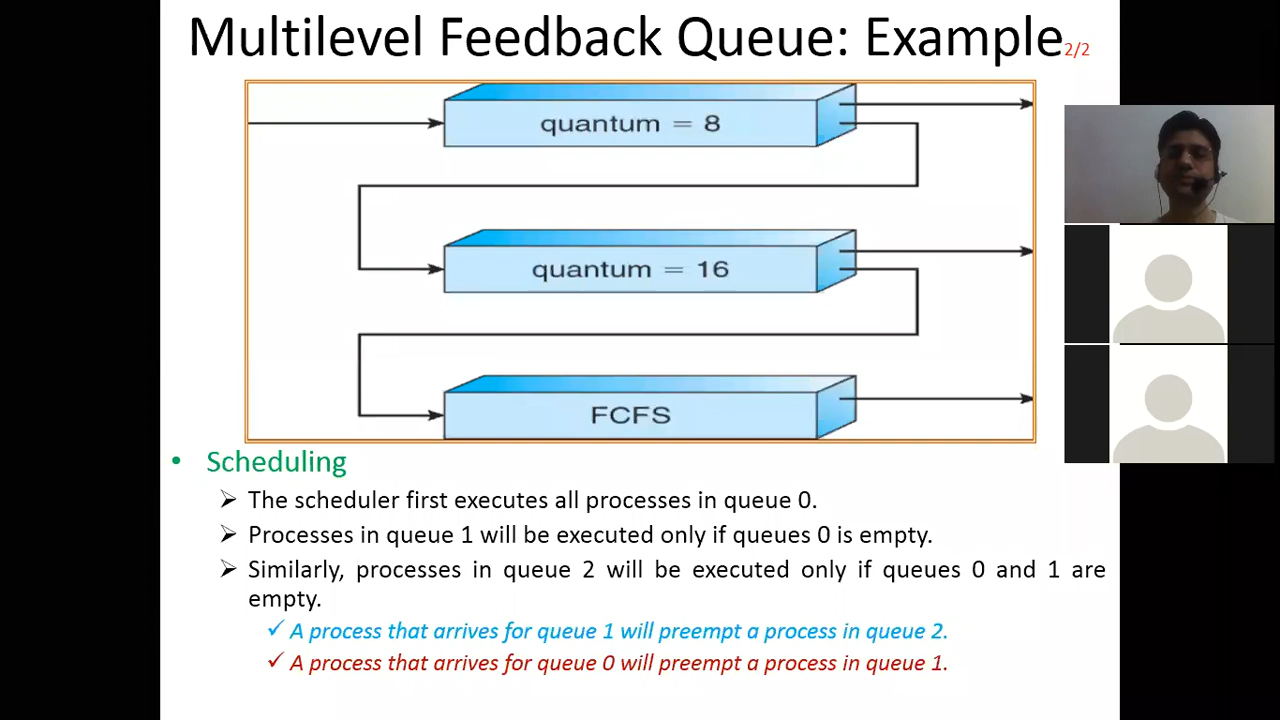 Multilevel Feedback Queue: Example 2/2
quantum = 8
quantum = 16
FCFS
• Scheduling
➢ The scheduler first executes all processes in queue 0.
➢ Processes in queue 1 will be executed only if queues 0 is empty.
➢ Similarly, processes in queue 2 will be executed only if queues 0 and 1 are
empty.
✓ A process that arrives for queue 1 will preempt a process in queue 2.
✓ A process that arrives for queue 0 will preempt a process in queue 1.